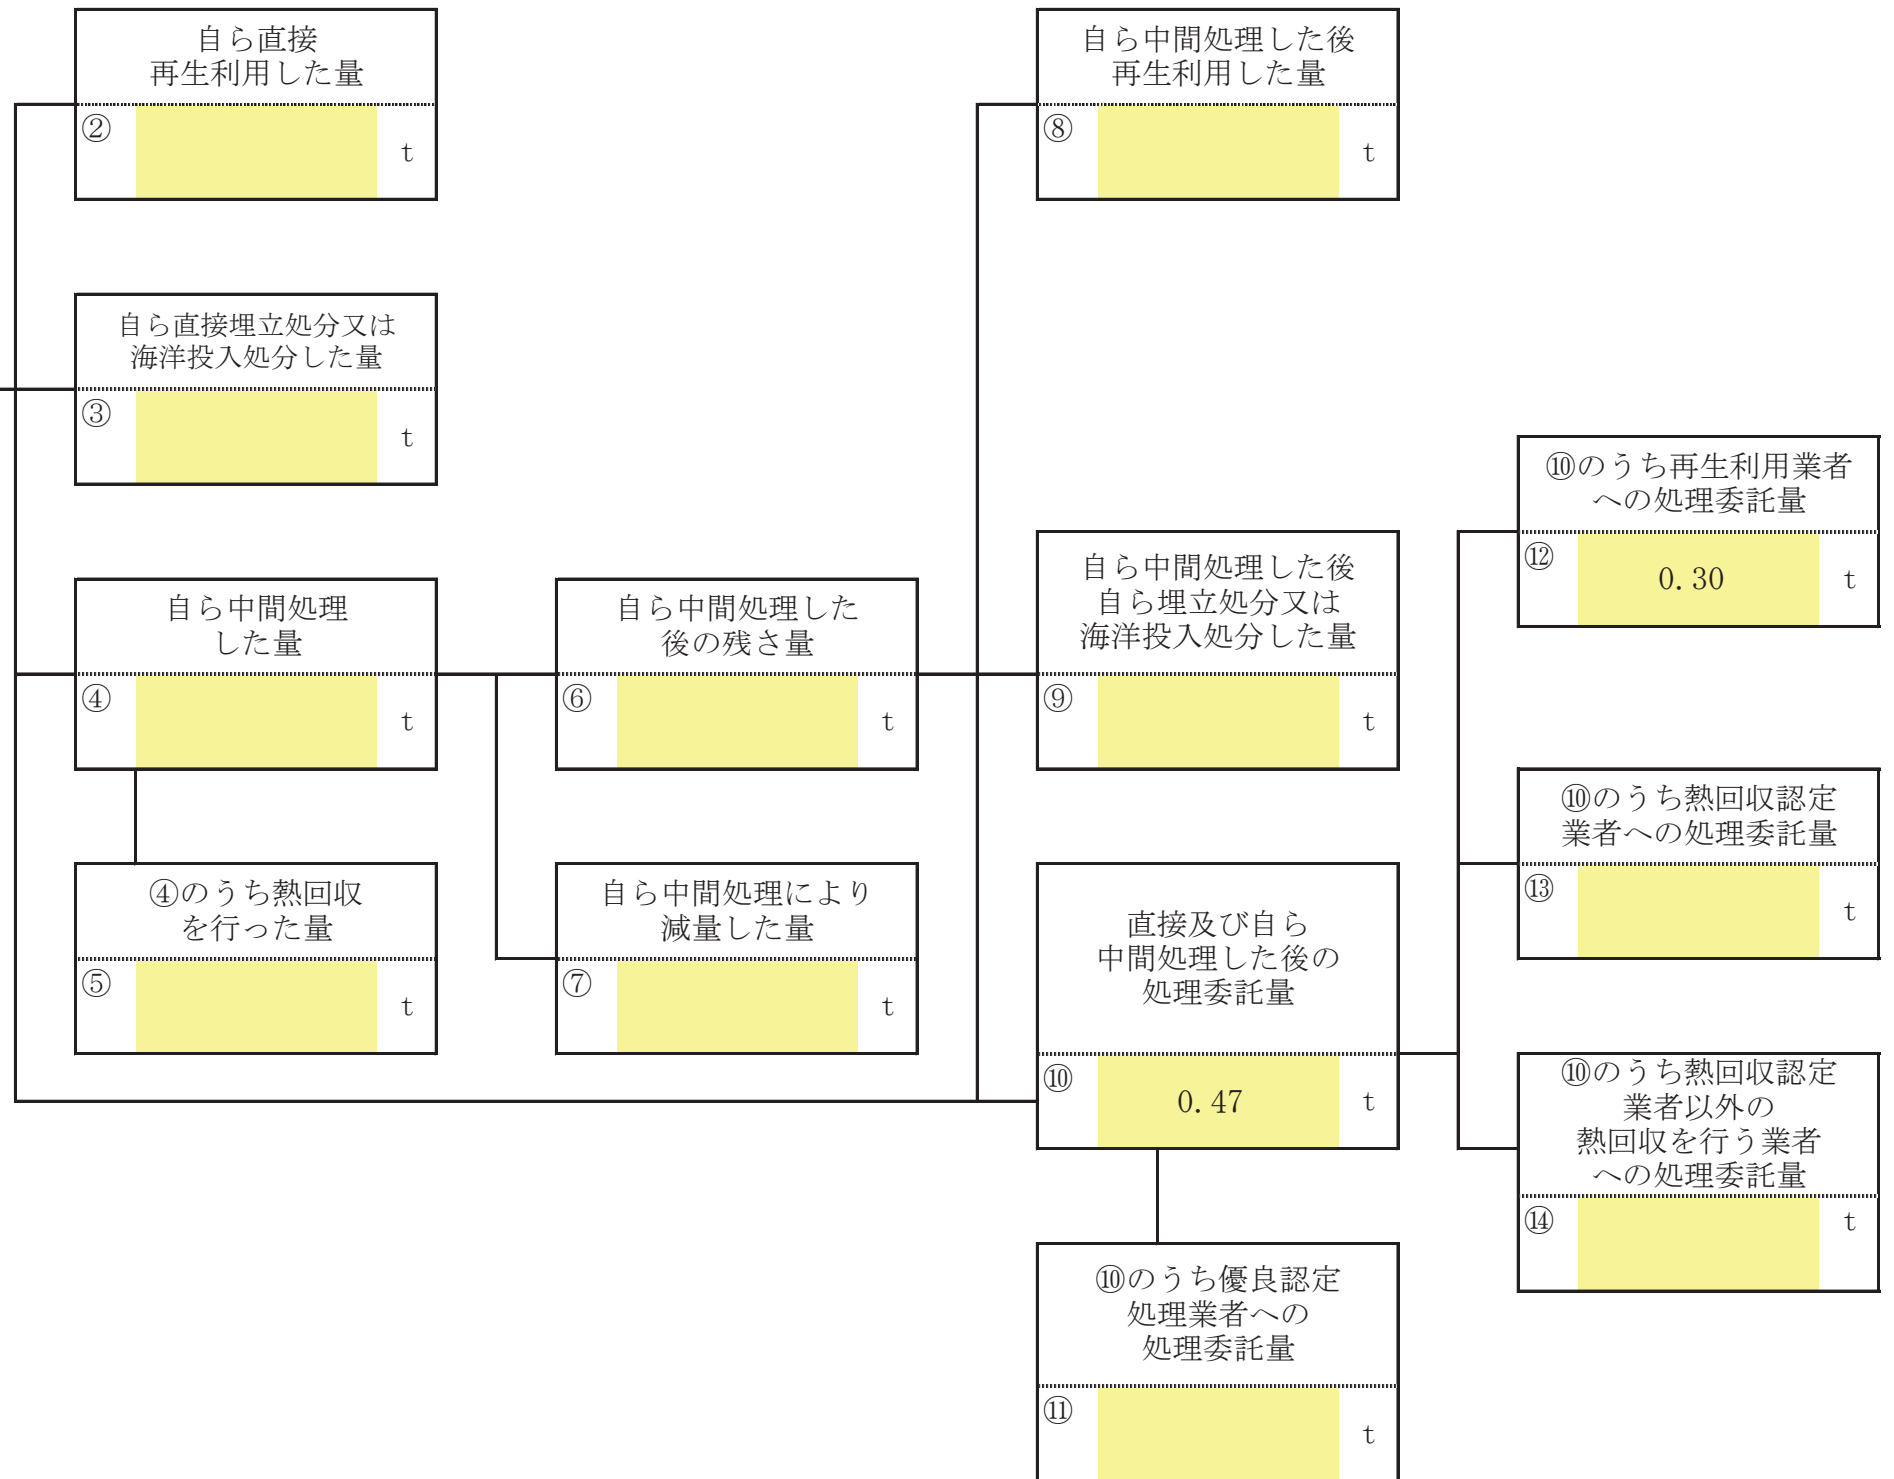 自ら直接
再生利用した量
②
t
自ら直接埋立処分又は
海洋投入処分した量
③
t
自ら中間処理
した量
④
t
④のうち熱回収
を行った量
⑤
t
自ら中間処理した
後の残さ量
⑥
t
自ら中間処理により
減量した量
⑦
t
自ら中間処理した後
再生利用した量
⑧
t
自ら中間処理した後
自ら埋立処分又は
海洋投入処分した量
⑨
t
直接及び自ら
中間処理した後の
処理委託量
⑩ 0.47 t
⑩のうち優良認定
処理業者への
処理委託量
⑪
t
⑩のうち再生利用業者
への処理委託量
⑫ 0.30 t
⑩のうち熱回収認定
業者への処理委託量
⑬
t
⑩のうち熱回収認定
業者以外の
熱回収を行う業者
への処理委託量
⑭
t